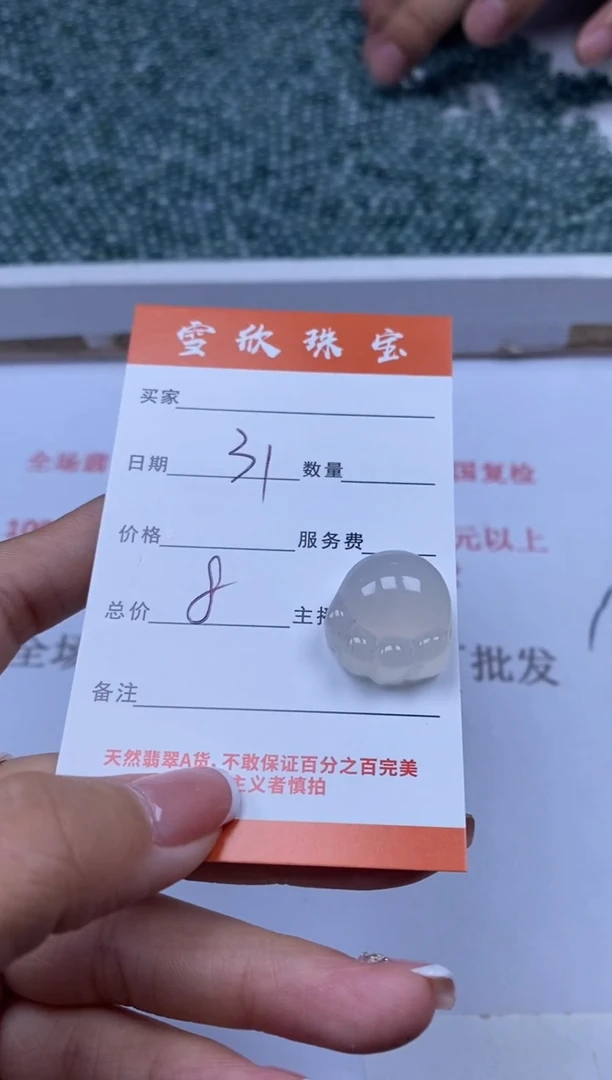 雪欣珠宝
买家
日期 31 数量
价格 服务费
总价 8 主
备注
天然翡翠A货,不敢保证百分之百完美
主义者慎拍
全场
国复检
元以上
全场
批发